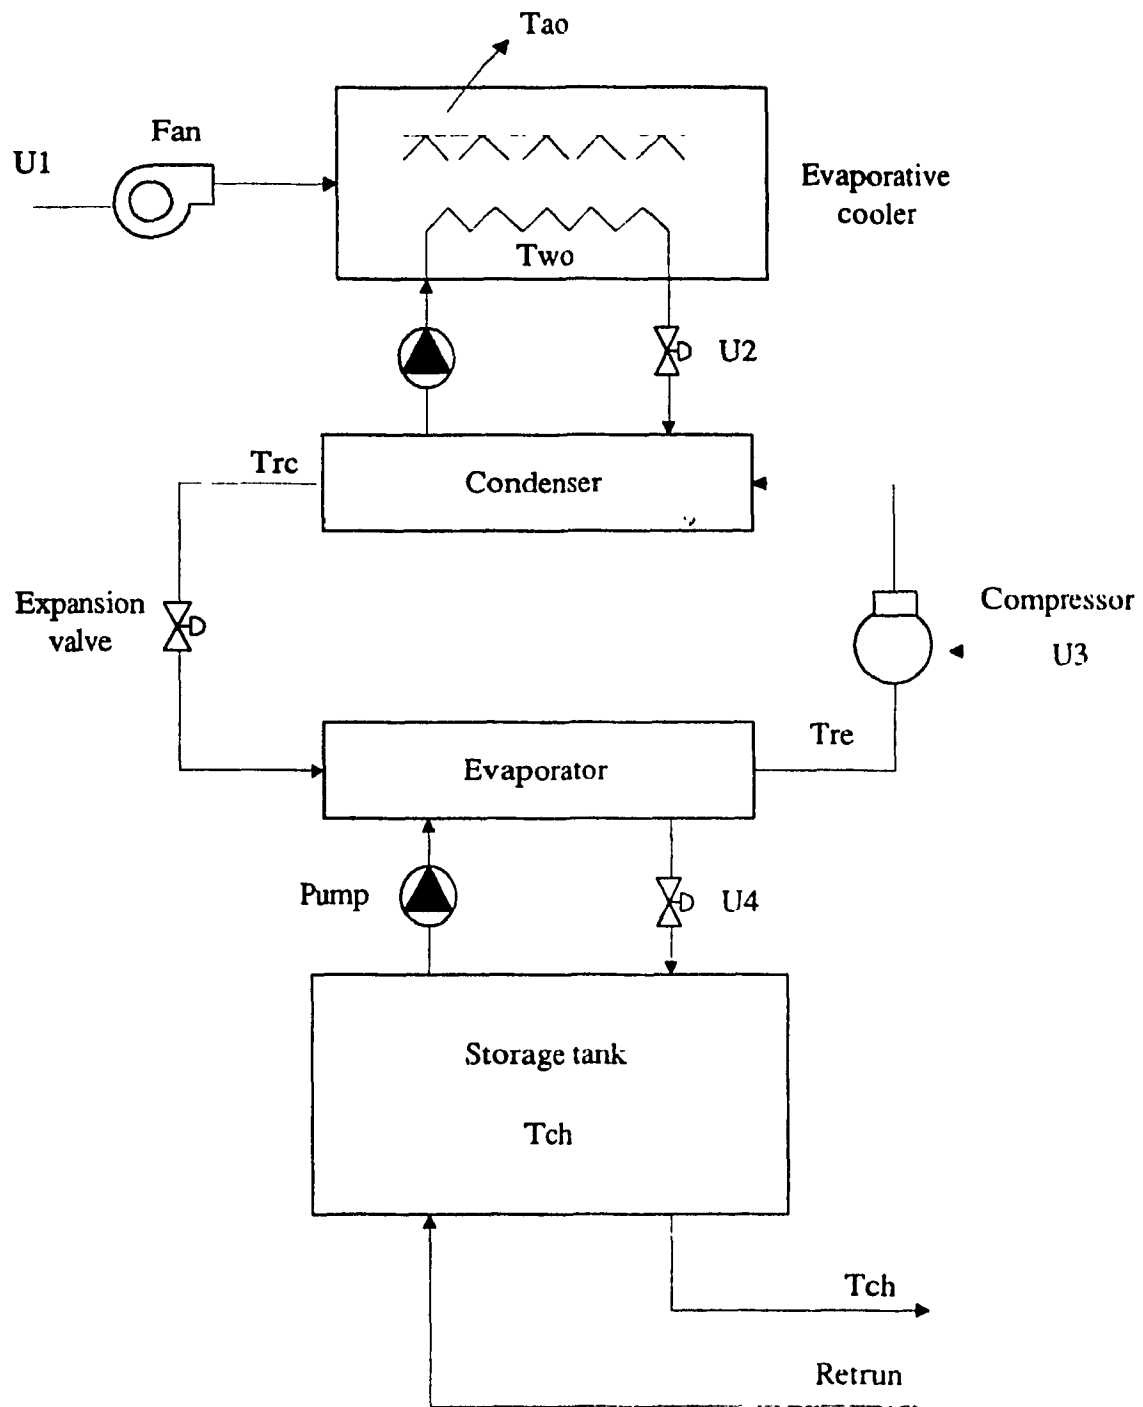 Tao
Fan
U1
Evaporative
cooler
Two
U2
Trc
Condenser
Expansion
valve
Compressor
U3
Tre
Evaporator
Pump
U4
Storage tank
Tch
Tch
Retrun